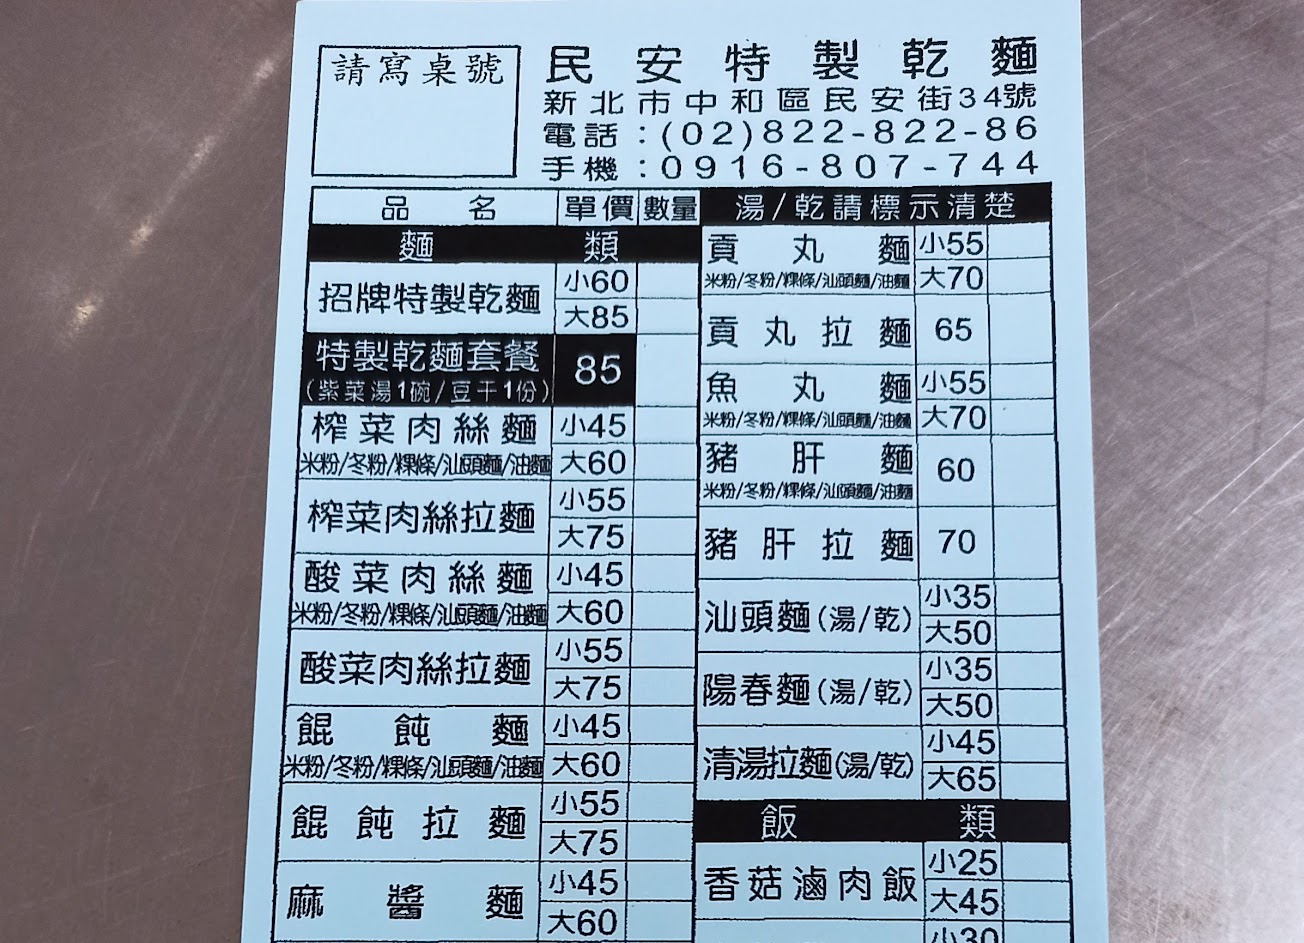 請寫桌號
民安特製乾麵
新北市中和區民安街34號
電話：(02)822-822-86
手機：0916-807-744
品名 單價 數量
麵類
招牌特製乾麵 小60
大85
特製乾麵套餐 85
(紫菜湯1碗/豆干1份)
榨菜肉絲麵 小45
米粉/冬粉/粿條/汕頭麵/油麵 大60
榨菜肉絲拉麵 小55
大75
酸菜肉絲麵 小45
米粉/冬粉/粿條/汕頭麵/油麵 大60
酸菜肉絲拉麵 小55
大75
餛飩麵 小45
米粉/冬粉/粿條/汕頭麵/油麵 大60
餛飩拉麵 小55
大75
麻醬麵 小45
大60
湯/乾請標示清楚
貢丸麵 小55
米粉/冬粉/粿條/汕頭麵/油麵 大70
貢丸拉麵 65
魚丸麵 小55
米粉/冬粉/粿條/汕頭麵/油麵 大70
豬肝麵 60
米粉/冬粉/粿條/汕頭麵/油麵
豬肝拉麵 70
汕頭麵(湯/乾) 小35
大50
陽春麵(湯/乾) 小35
大50
清湯拉麵(湯/乾) 小45
大65
飯類
香菇滷肉飯 小25
大45
小30